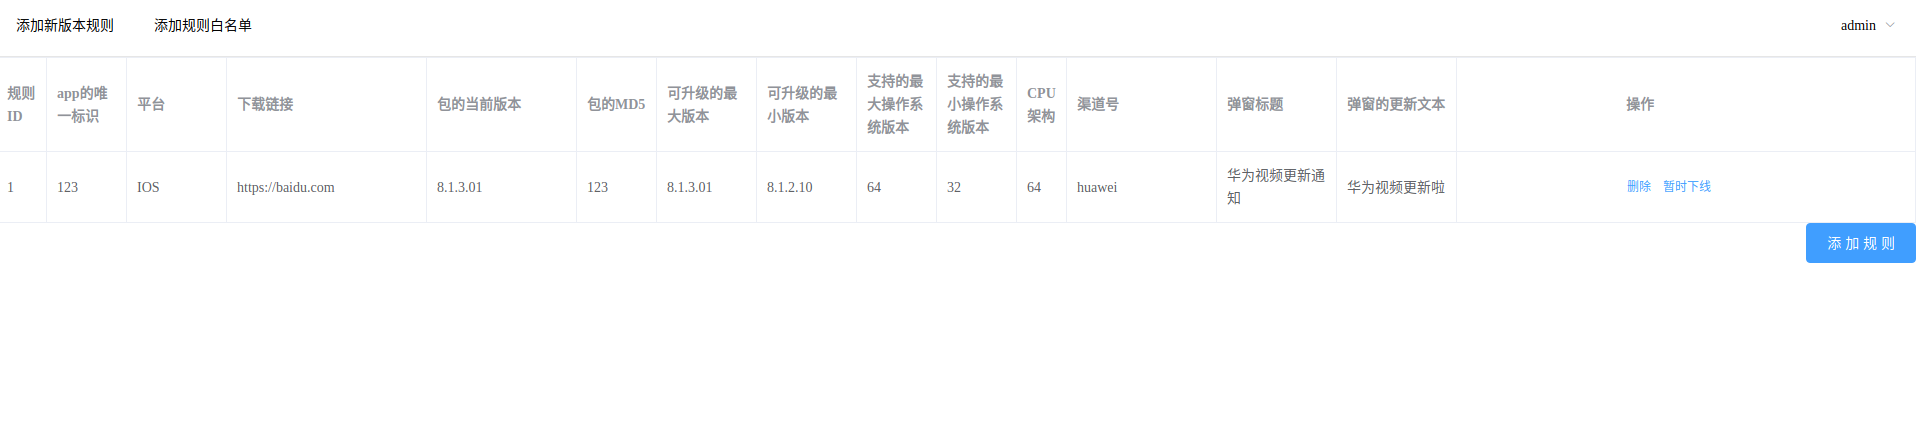 添加新版本规则 添加规则白名单 admin
规则ID app的唯一标识 平台 下载链接 包的当前版本 包的MD5 可升级的最大版本 可升级的最小版本 支持的最大操作系统版本 支持的最小操作系统版本 CPU架构 渠道号 弹窗标题 弹窗的更新文本 操作
1 123 IOS https://baidu.com 8.1.3.01 123 8.1.3.01 8.1.2.10 64 32 64 huawei 华为视频更新通知 华为视频更新啦 删除 暂时下线
添加规则